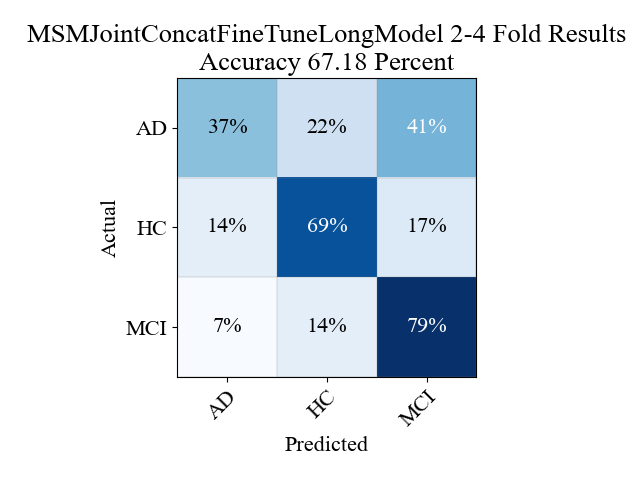 MSMJointConcatFineTuneLongModel 2-4 Fold Results
Accuracy 67.18 Percent
Actual
AD 37% 22% 41%
HC 14% 69% 17%
MCI 7% 14% 79%
AD HC MCI
Predicted